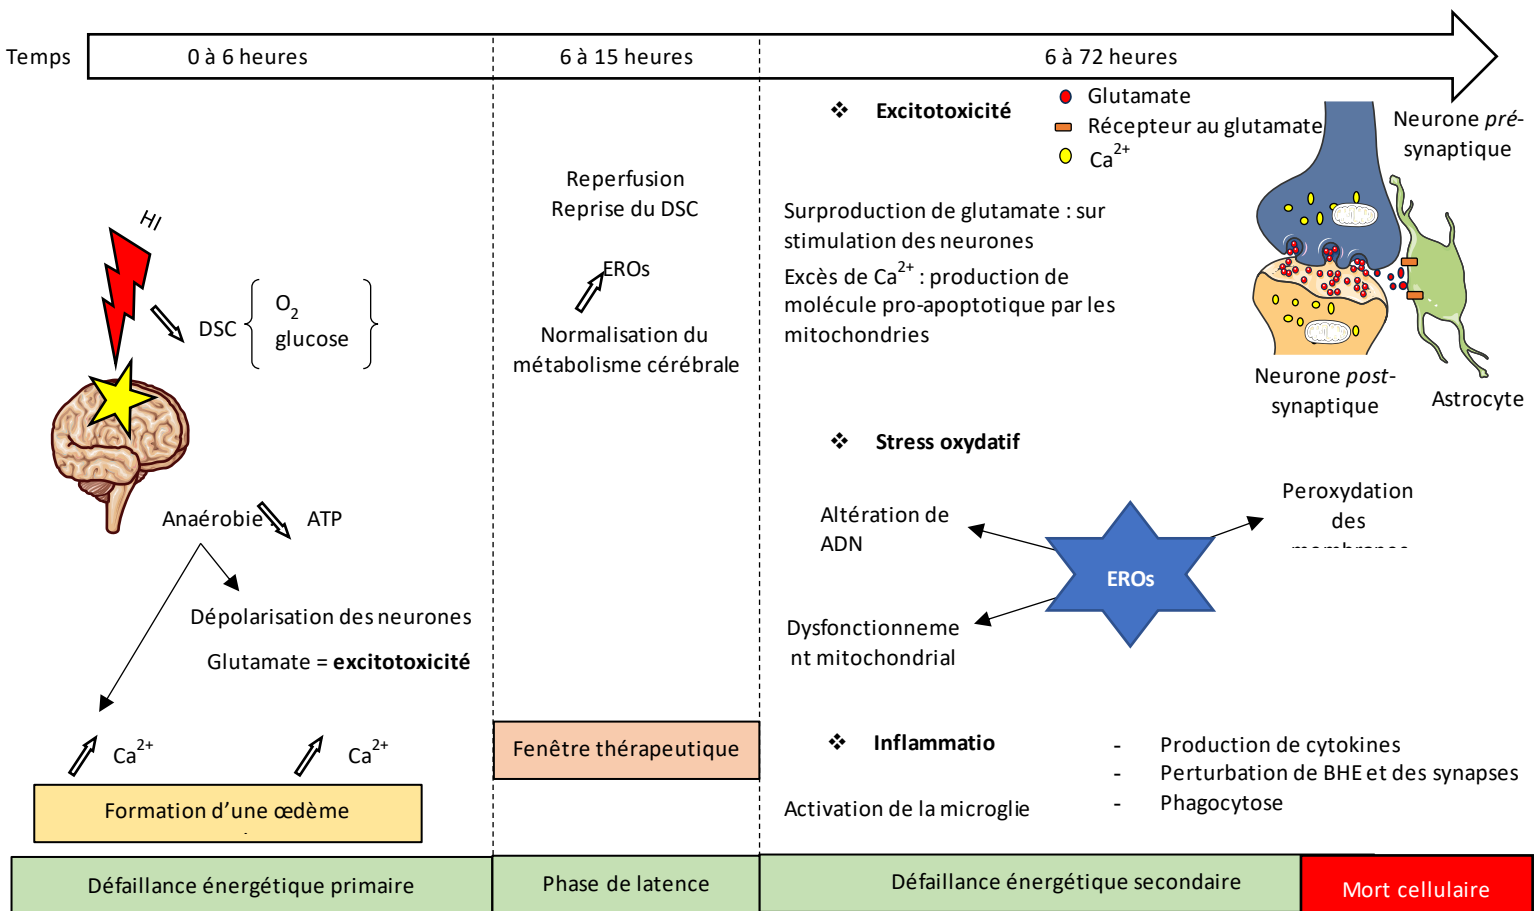 Temps
0 à 6 heures
6 à 15 heures
6 à 72 heures
HI
DSC
O2
glucose
Anaérobie
ATP
Dépolarisation des neurones
Glutamate = excitotoxicité
Ca2+
Ca2+
Formation d’une œdème
Défaillance énergétique primaire
Reperfusion
Reprise du DSC
EROs
Normalisation du
métabolisme cérébrale
Fenêtre thérapeutique
Phase de latence
❖ Excitotoxicité
Glutamate
Récepteur au glutamate
Ca2+
Neurone pré-
synaptique
Surproduction de glutamate : sur
stimulation des neurones
Excès de Ca2+ : production de
molécule pro-apoptotique par les
mitochondries
Neurone post-
synaptique
Astrocyte
❖ Stress oxydatif
Altération de
ADN
Peroxydation
des
EROs
Dysfonctionneme
nt mitochondrial
❖ Inflammatio
Activation de la microglie
- Production de cytokines
- Perturbation de BHE et des synapses
- Phagocytose
Défaillance énergétique secondaire
Mort cellulaire